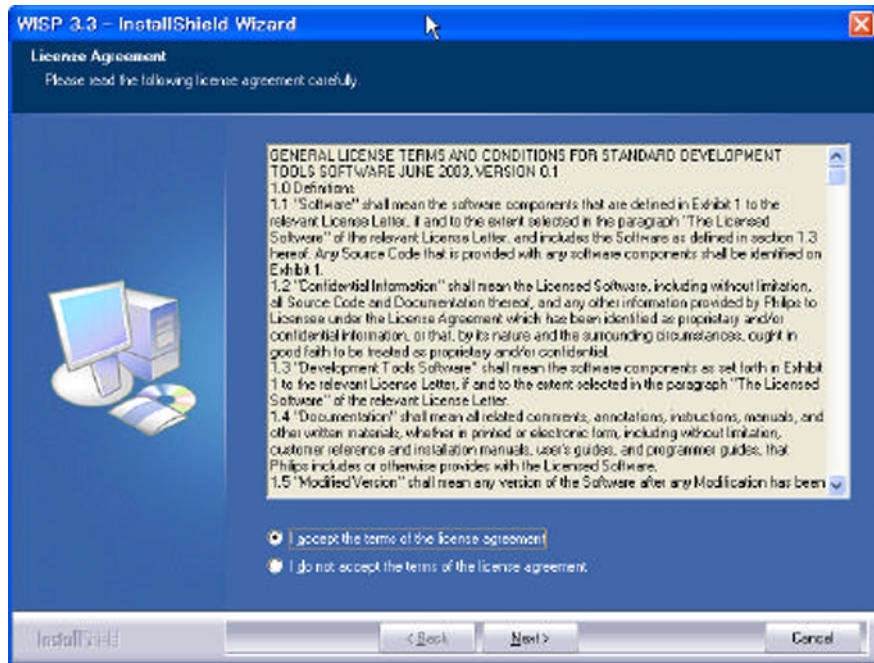 WISP 3.3 - InstallShield Wizard
License Agreement
Please read the following license agreement carefully.
GENERAL LICENSE TERMS AND CONDITIONS FOR STANDARD DEVELOPMENT
TOOLS SOFTWARE JUNE 2003, VERSION 0.1
1.0 Definitions
1.1 "Software" shall mean the software components that are defined in Exhibit 1 to the
relevant License Letter, if and to the extent selected in the paragraph "The Licensed
Software" of the relevant License Letter, and includes the Software as defined in section 1.3
hereof. Any Source Code that is provided with any software components shall be identified on
Exhibit 1.
1.2 "Confidential Information" shall mean the Licensed Software, including without limitation,
all Source Code and Documentation thereof, and any other information provided by Philips to
Licensee under the License Agreement which has been identified as proprietary and/or
confidential information, or that, by its nature and the surrounding circumstances, ought in
good faith to be treated as proprietary and/or confidential.
1.3 "Development Tools Software" shall mean the software components as set forth in Exhibit
1 to the relevant License Letter, if and to the extent selected in the paragraph "The Licensed
Software" of the relevant License Letter.
1.4 "Documentation" shall mean all related comments, annotations, instructions, manuals, and
other written materials, whether in printed or electronic form, including without limitation,
customer reference and installation manuals, user's guides, and programmer guides, that
Philips includes or otherwise provides with the Licensed Software.
1.5 "Modified Version" shall mean any version of the Software after any Modification has been
I accept the terms of the license agreement
I do not accept the terms of the license agreement
InstallShield
< Back
Next >
Cancel